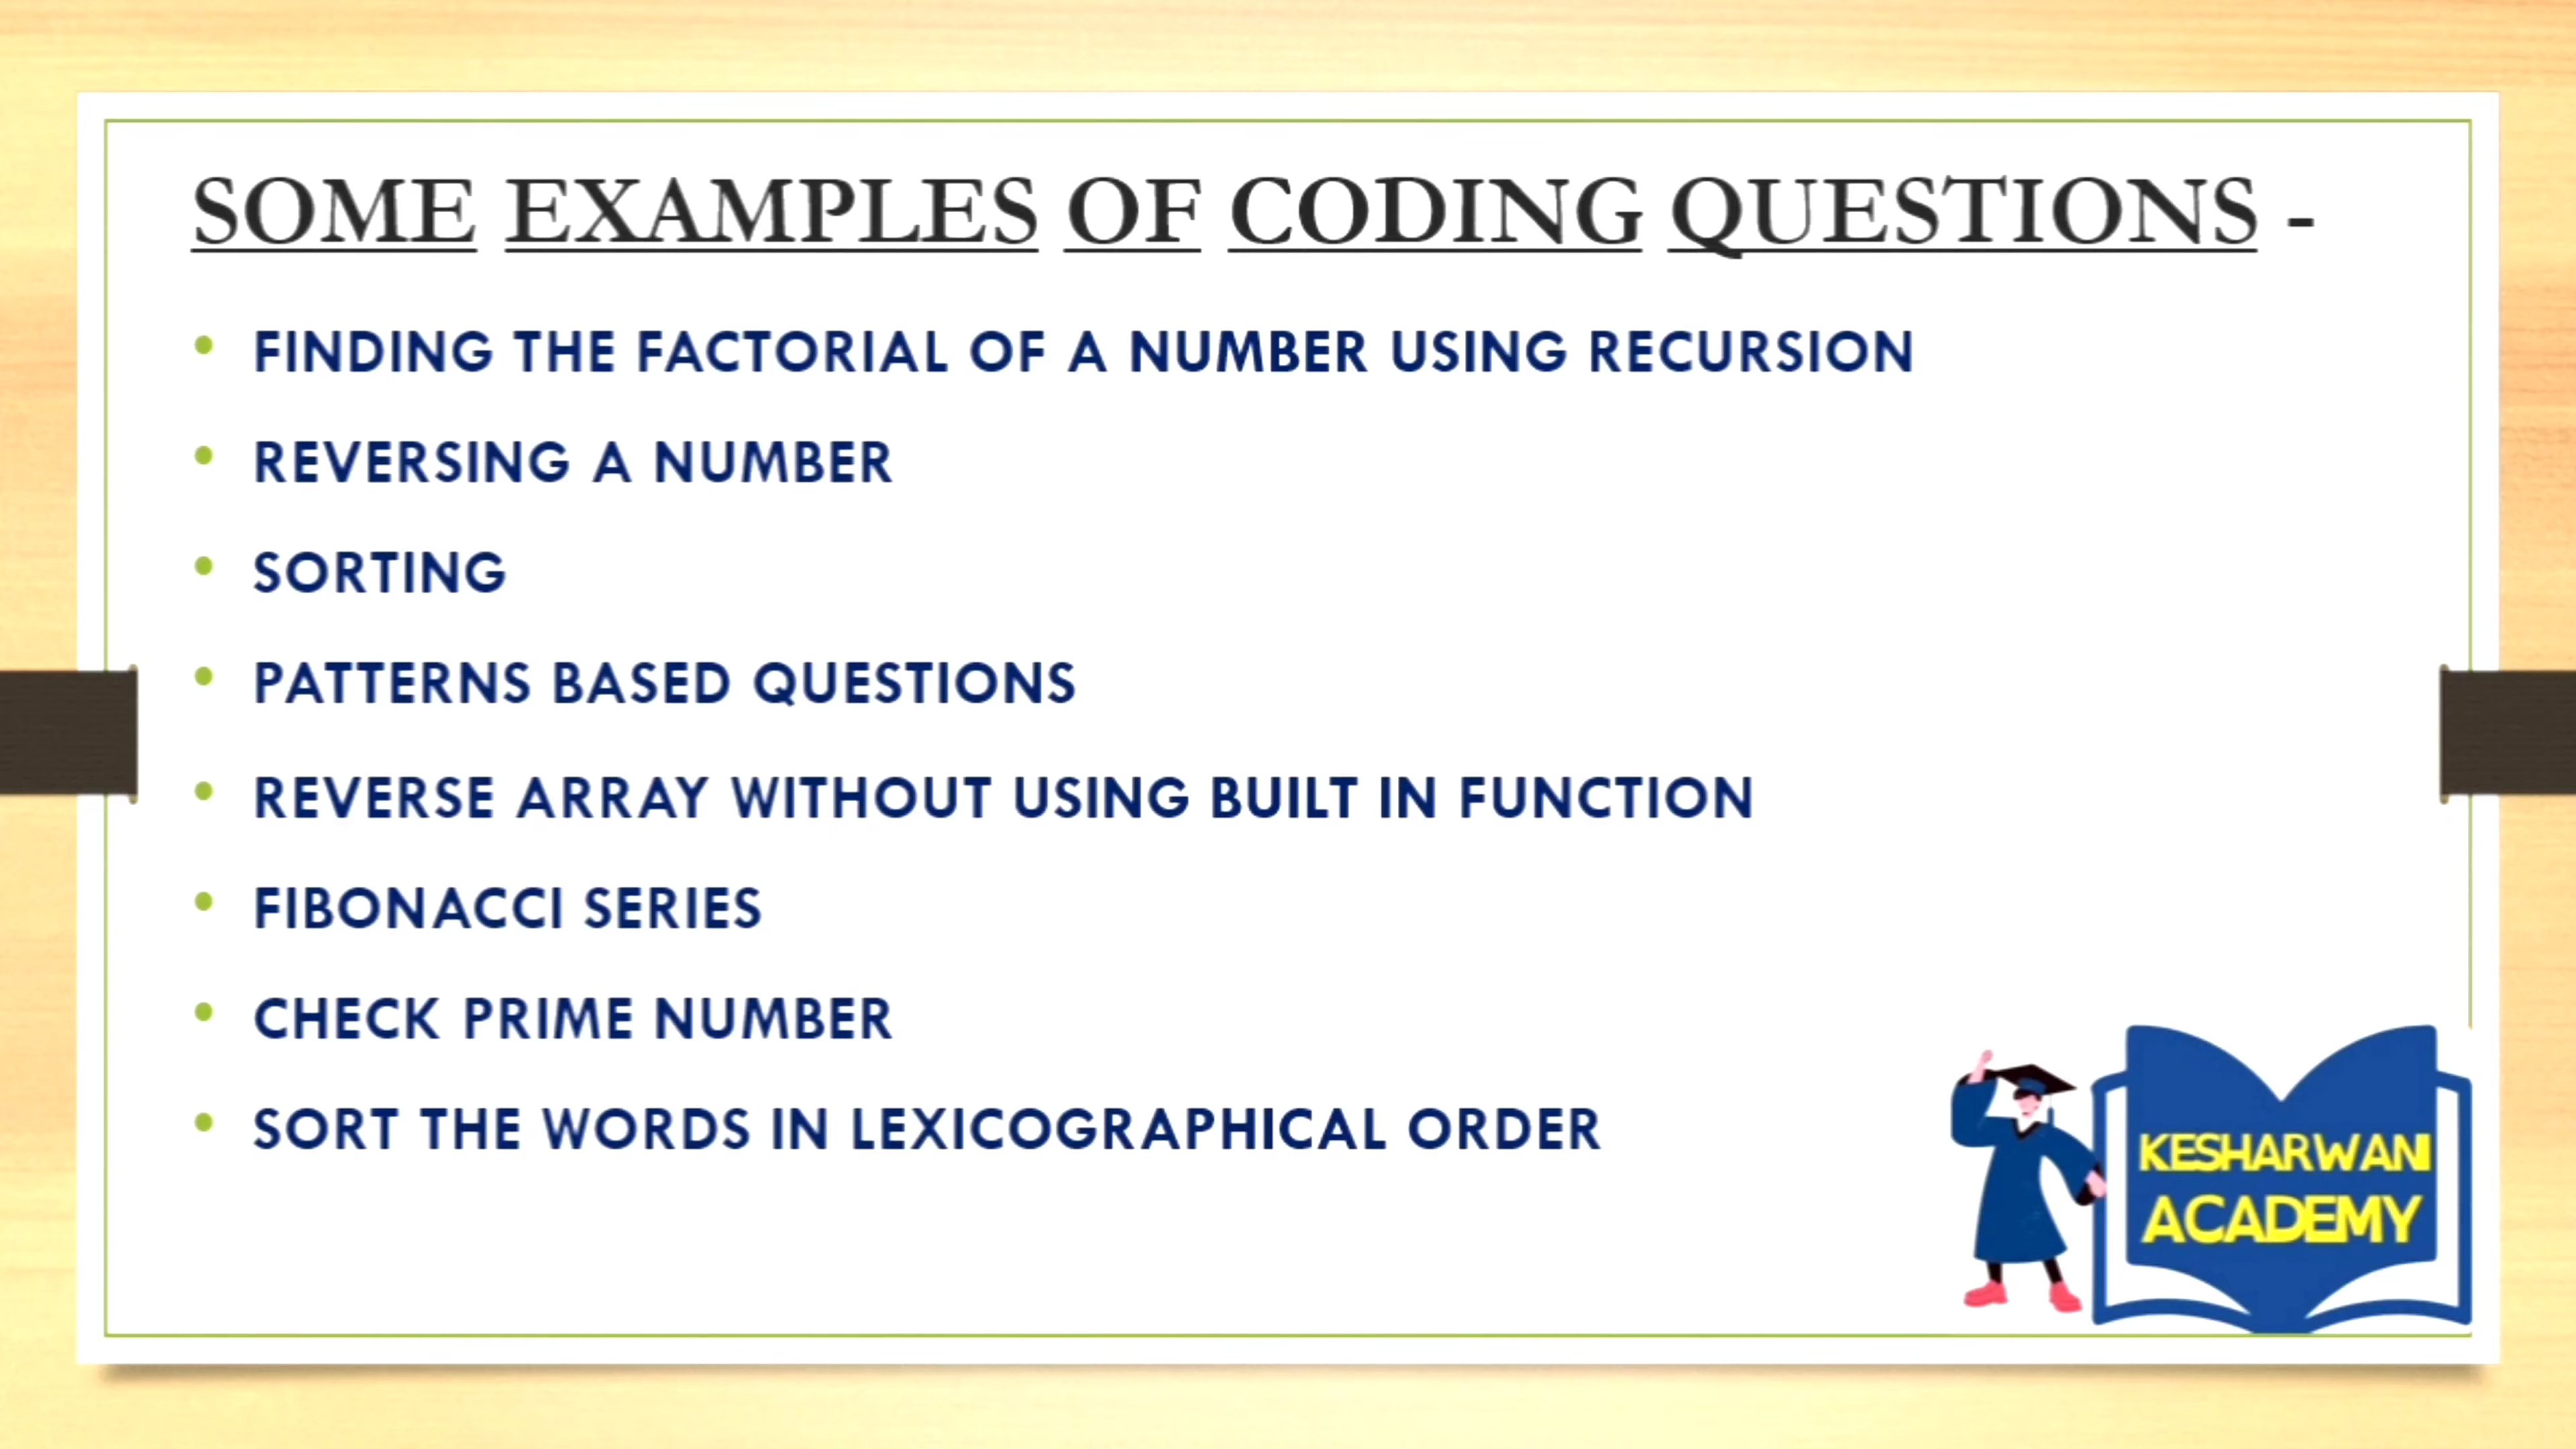 SOME EXAMPLES OF CODING QUESTIONS -
• FINDING THE FACTORIAL OF A NUMBER USING RECURSION
• REVERSING A NUMBER
• SORTING
• PATTERNS BASED QUESTIONS
• REVERSE ARRAY WITHOUT USING BUILT IN FUNCTION
• FIBONACCI SERIES
• CHECK PRIME NUMBER
• SORT THE WORDS IN LEXICOGRAPHICAL ORDER
KESHARWANI
ACADEMY